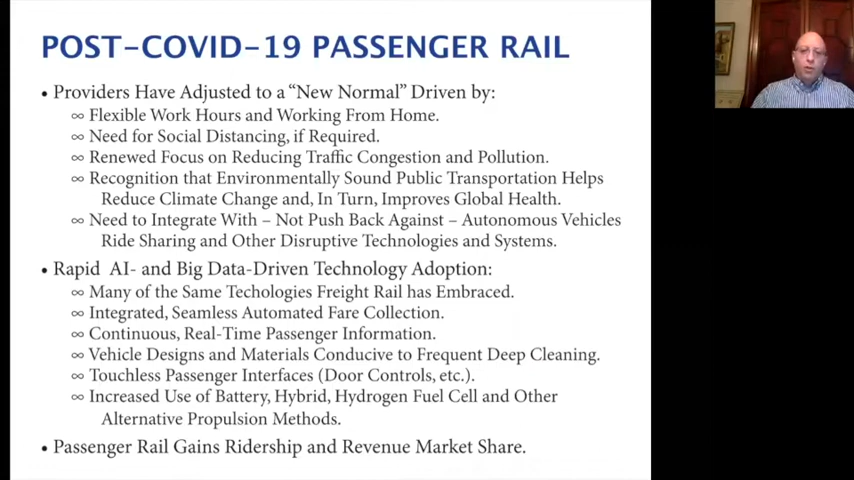 POST-COVID-19 PASSENGER RAIL
• Providers Have Adjusted to a “New Normal” Driven by:
∞ Flexible Work Hours and Working From Home.
∞ Need for Social Distancing, if Required.
∞ Renewed Focus on Reducing Traffic Congestion and Pollution.
∞ Recognition that Environmentally Sound Public Transportation Helps
Reduce Climate Change and, In Turn, Improves Global Health.
∞ Need to Integrate With – Not Push Back Against – Autonomous Vehicles
Ride Sharing and Other Disruptive Technologies and Systems.
• Rapid AI- and Big Data-Driven Technology Adoption:
∞ Many of the Same Techologies Freight Rail has Embraced.
∞ Integrated, Seamless Automated Fare Collection.
∞ Continuous, Real-Time Passenger Information.
∞ Vehicle Designs and Materials Conducive to Frequent Deep Cleaning.
∞ Touchless Passenger Interfaces (Door Controls, etc.).
∞ Increased Use of Battery, Hybrid, Hydrogen Fuel Cell and Other
Alternative Propulsion Methods.
• Passenger Rail Gains Ridership and Revenue Market Share.